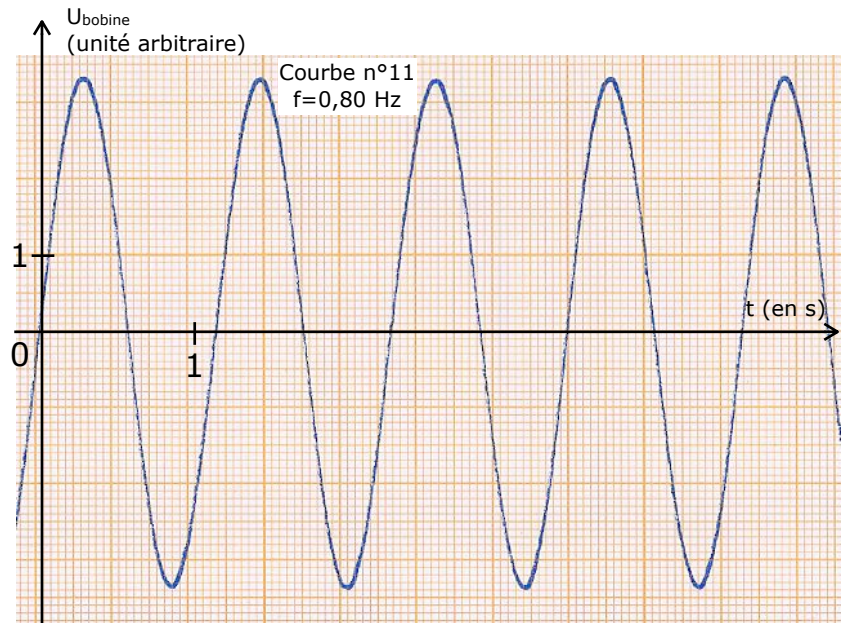 Ubobine
(unité arbitraire)
Courbe n°11
f=0,80 Hz
1
t (en s)
0
1